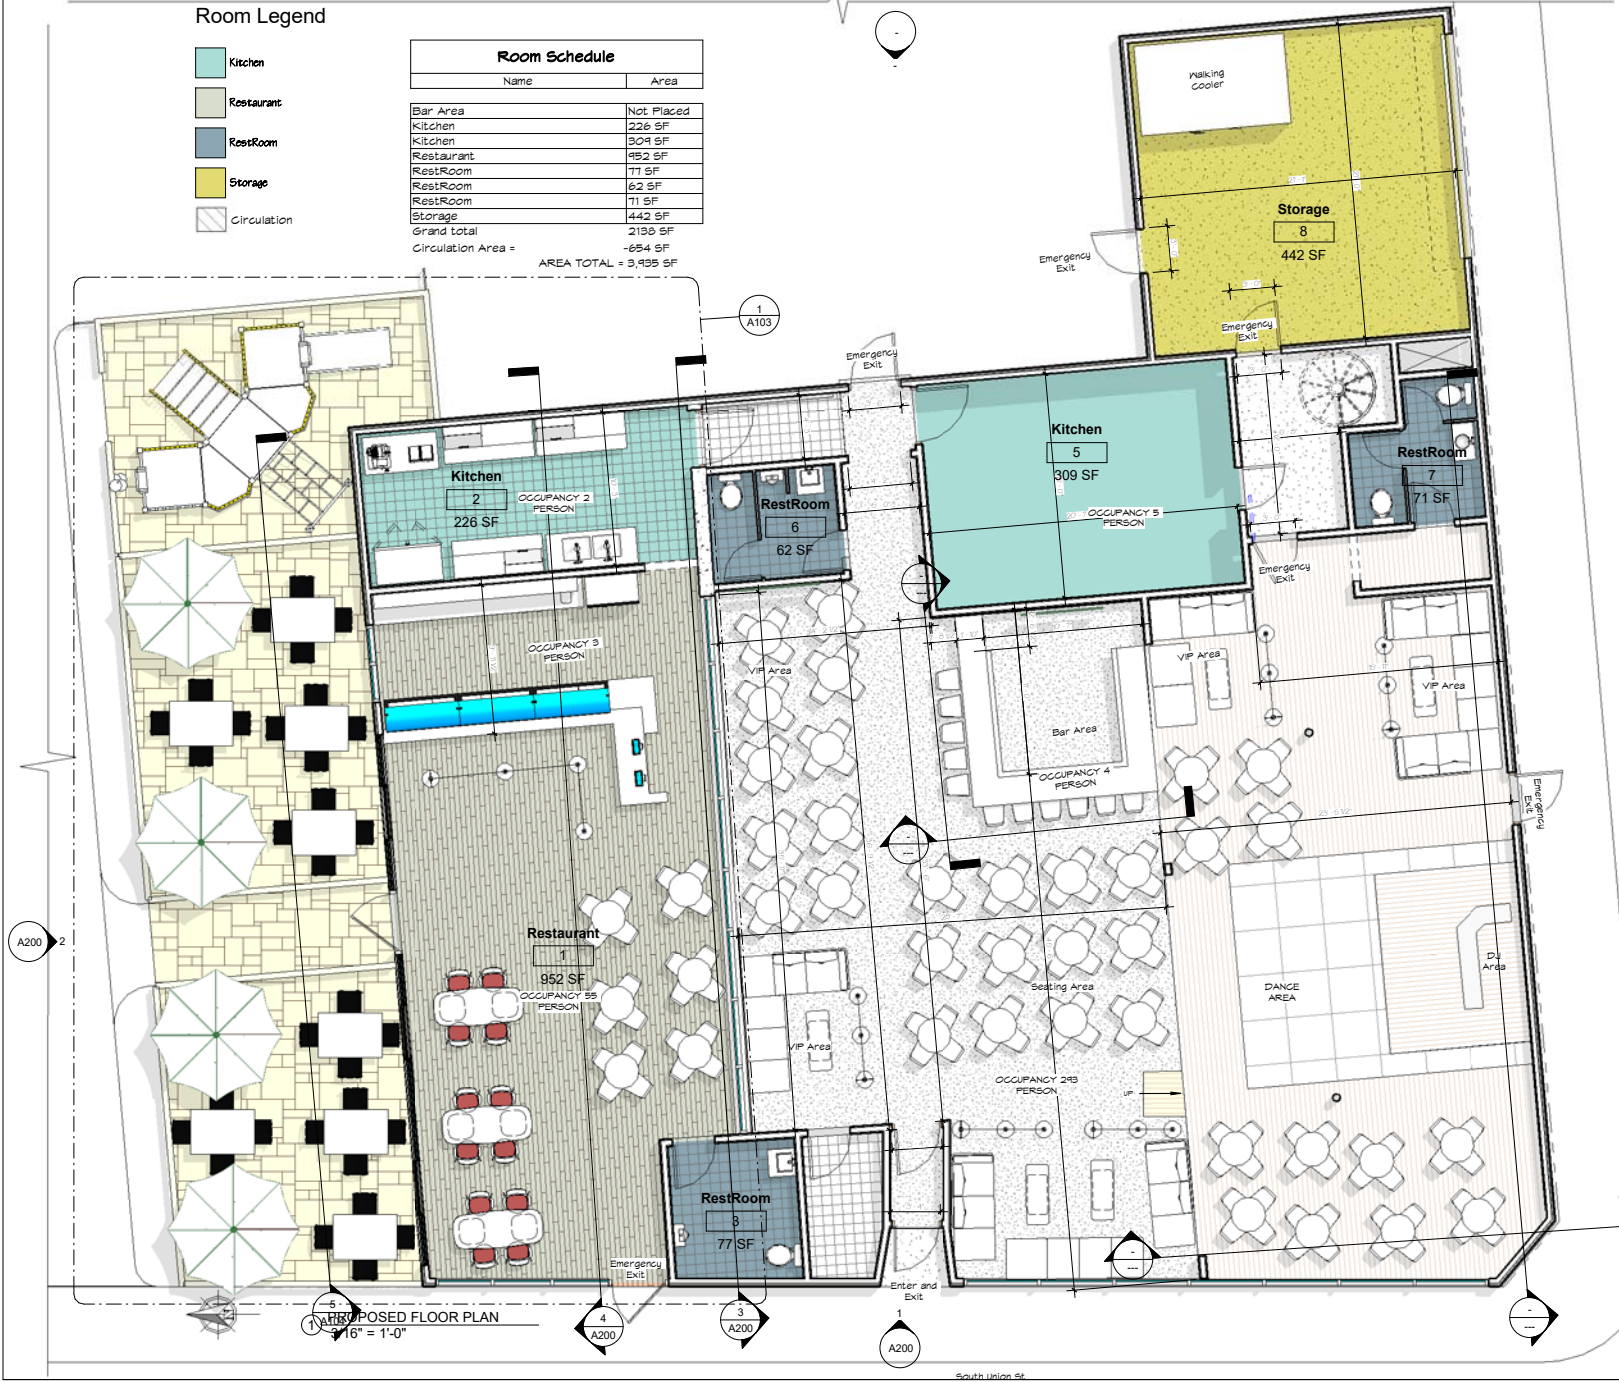 Room Legend
Kitchen
Restaurant
RestRoom
Storage
Circulation
Room Schedule
Name Area
Bar Area Not Placed
Kitchen 226 SF
Kitchen 309 SF
Restaurant 952 SF
RestRoom 77 SF
RestRoom 62 SF
RestRoom 71 SF
Storage 442 SF
Grand total 2138 SF
Circulation Area = -654 SF
AREA TOTAL = 3,935 SF
1
A103
Walking
Cooler
Storage
8
442 SF
Emergency
Exit
Emergency
Exit
Emergency
Exit
Kitchen
2
226 SF
OCCUPANCY 2
PERSON
RestRoom
6
62 SF
Kitchen
5
309 SF
OCCUPANCY 5
PERSON
RestRoom
7
71 SF
Emergency
Exit
OCCUPANCY 3
PERSON
VIP Area
VIP Area
VIP Area
Bar Area
OCCUPANCY 4
PERSON
Emergency
Exit
A200
2
Restaurant
1
952 SF
OCCUPANCY 55
PERSON
Seating Area
DANCE
AREA
DJ
Area
VIP Area
OCCUPANCY 293
PERSON
UP
RestRoom
3
77 SF
Emergency
Exit
Enter and
Exit
5
1
PROPOSED FLOOR PLAN
3/16" = 1'-0"
4
A200
3
A200
1
A200
South Union St